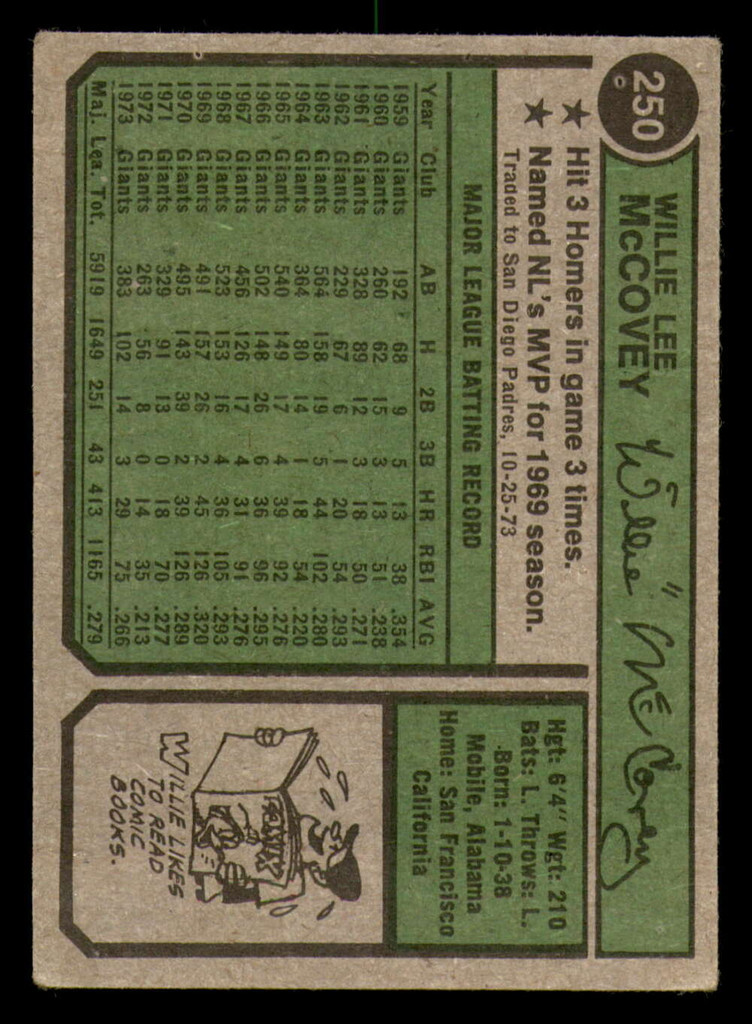 250
WILLIE LEE
McCOVEY
Willie " McCovey
★ Hit 3 Homers in game 3 times.
★ Named NL's MVP for 1969 season.
Traded to San Diego Padres, 10-25-73
MAJOR LEAGUE BATTING RECORD
Year Club AB H 2B 3B HR RBI AVG
1959 Giants 192 68 9 5 13 38 .354
1960 Giants 260 62 15 3 13 51 .238
1961 Giants 328 89 12 3 18 50 .271
1962 Giants 229 67 6 1 20 54 .293
1963 Giants 564 158 19 5 44 102 .280
1964 Giants 364 80 14 1 18 54 .220
1965 Giants 540 149 17 4 39 92 .276
1966 Giants 502 148 26 6 36 96 .295
1967 Giants 456 126 17 4 31 91 .276
1968 Giants 523 153 16 4 36 105 .293
1969 Giants 491 157 26 2 45 126 .320
1970 Giants 495 143 39 2 39 126 .289
1971 Giants 329 91 13 0 18 70 .277
1972 Giants 263 56 8 0 14 35 .213
1973 Giants 383 102 14 3 29 75 .266
Maj. Lea. Tot. 5919 1649 251 43 413 1165 .279
Hgt: 6'4" Wgt: 210
Bats: L. Throws: L.
Born: 1-10-38
Mobile, Alabama
Home: San Francisco
California
COMIX
WILLIE LIKES
TO READ
COMIC
BOOKS.